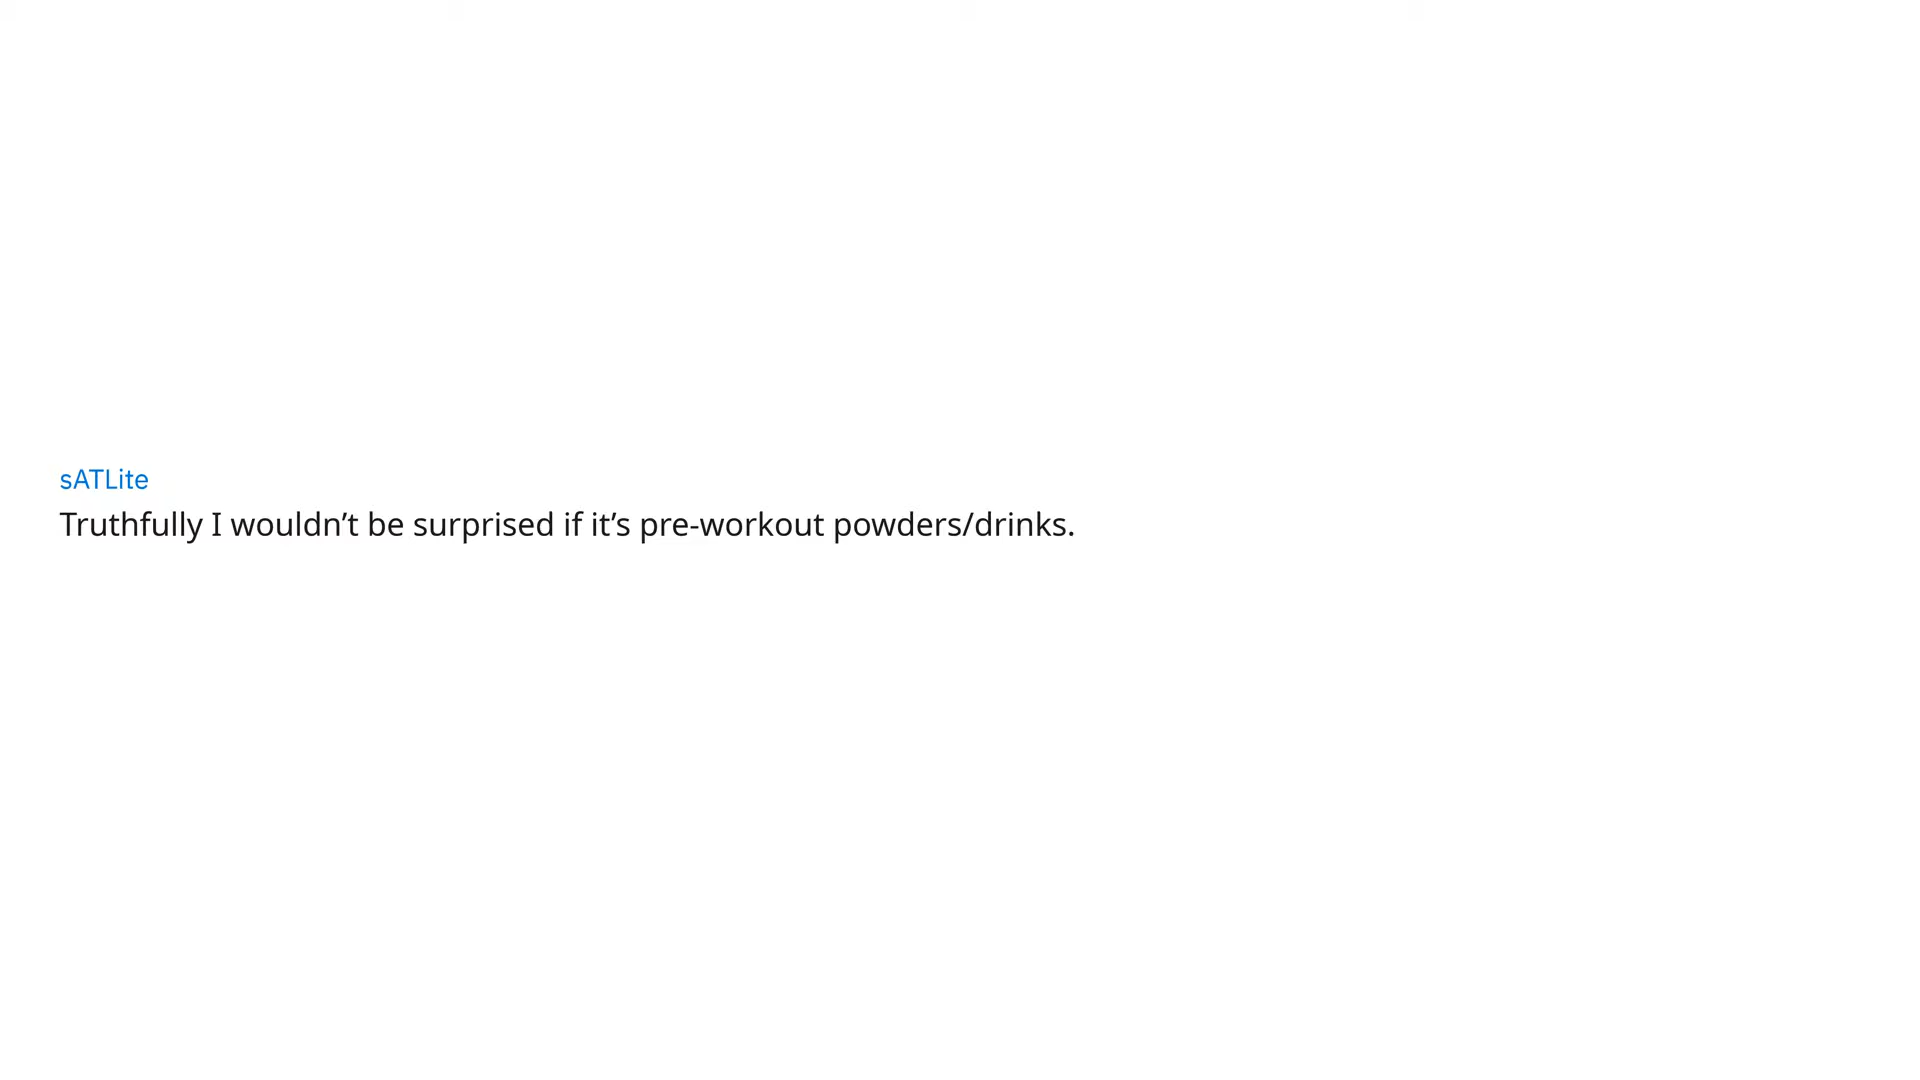 sATLite
Truthfully I wouldn’t be surprised if it’s pre-workout powders/drinks.